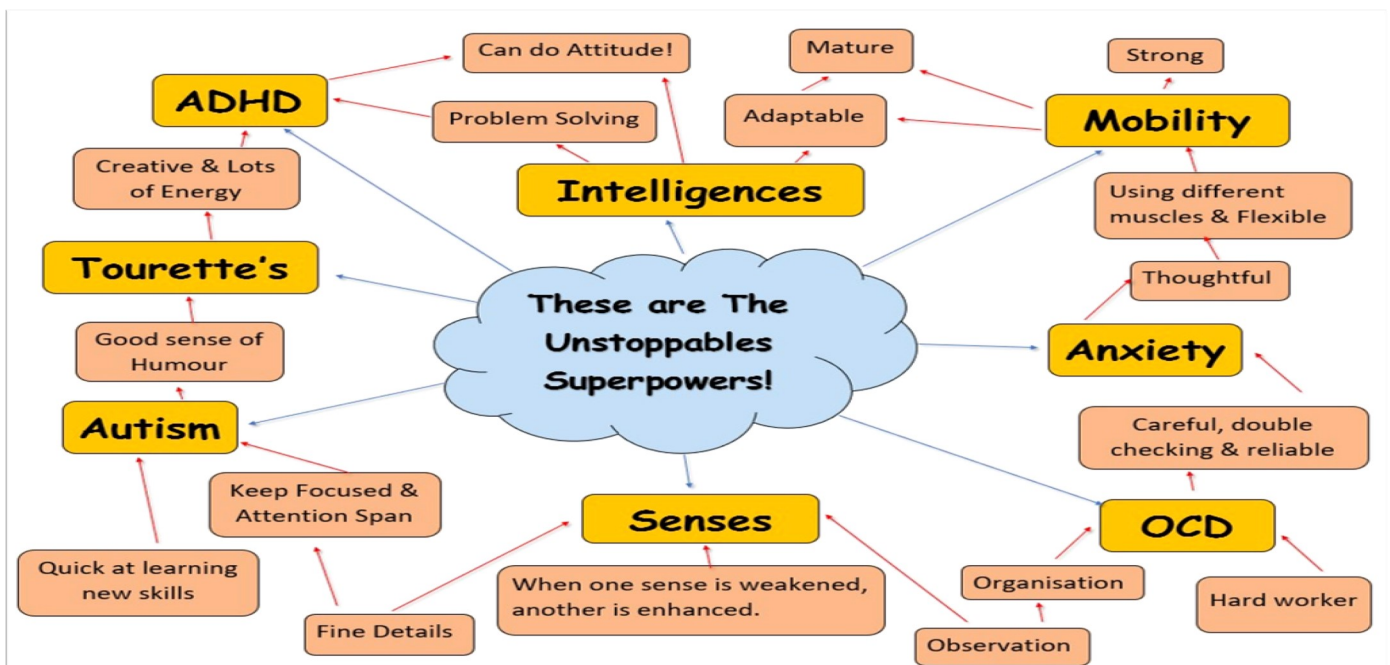 Can do Attitude!
Mature
Strong
ADHD
Problem Solving
Adaptable
Mobility
Creative & Lots
of Energy
Intelligences
Using different
muscles & Flexible
Tourette's
Thoughtful
These are The
Unstoppables
Superpowers!
Good sense of
Humour
Anxiety
Autism
Careful, double
checking & reliable
Keep Focused &
Attention Span
Senses
OCD
Quick at learning
new skills
When one sense is weakened,
another is enhanced.
Organisation
Hard worker
Fine Details
Observation